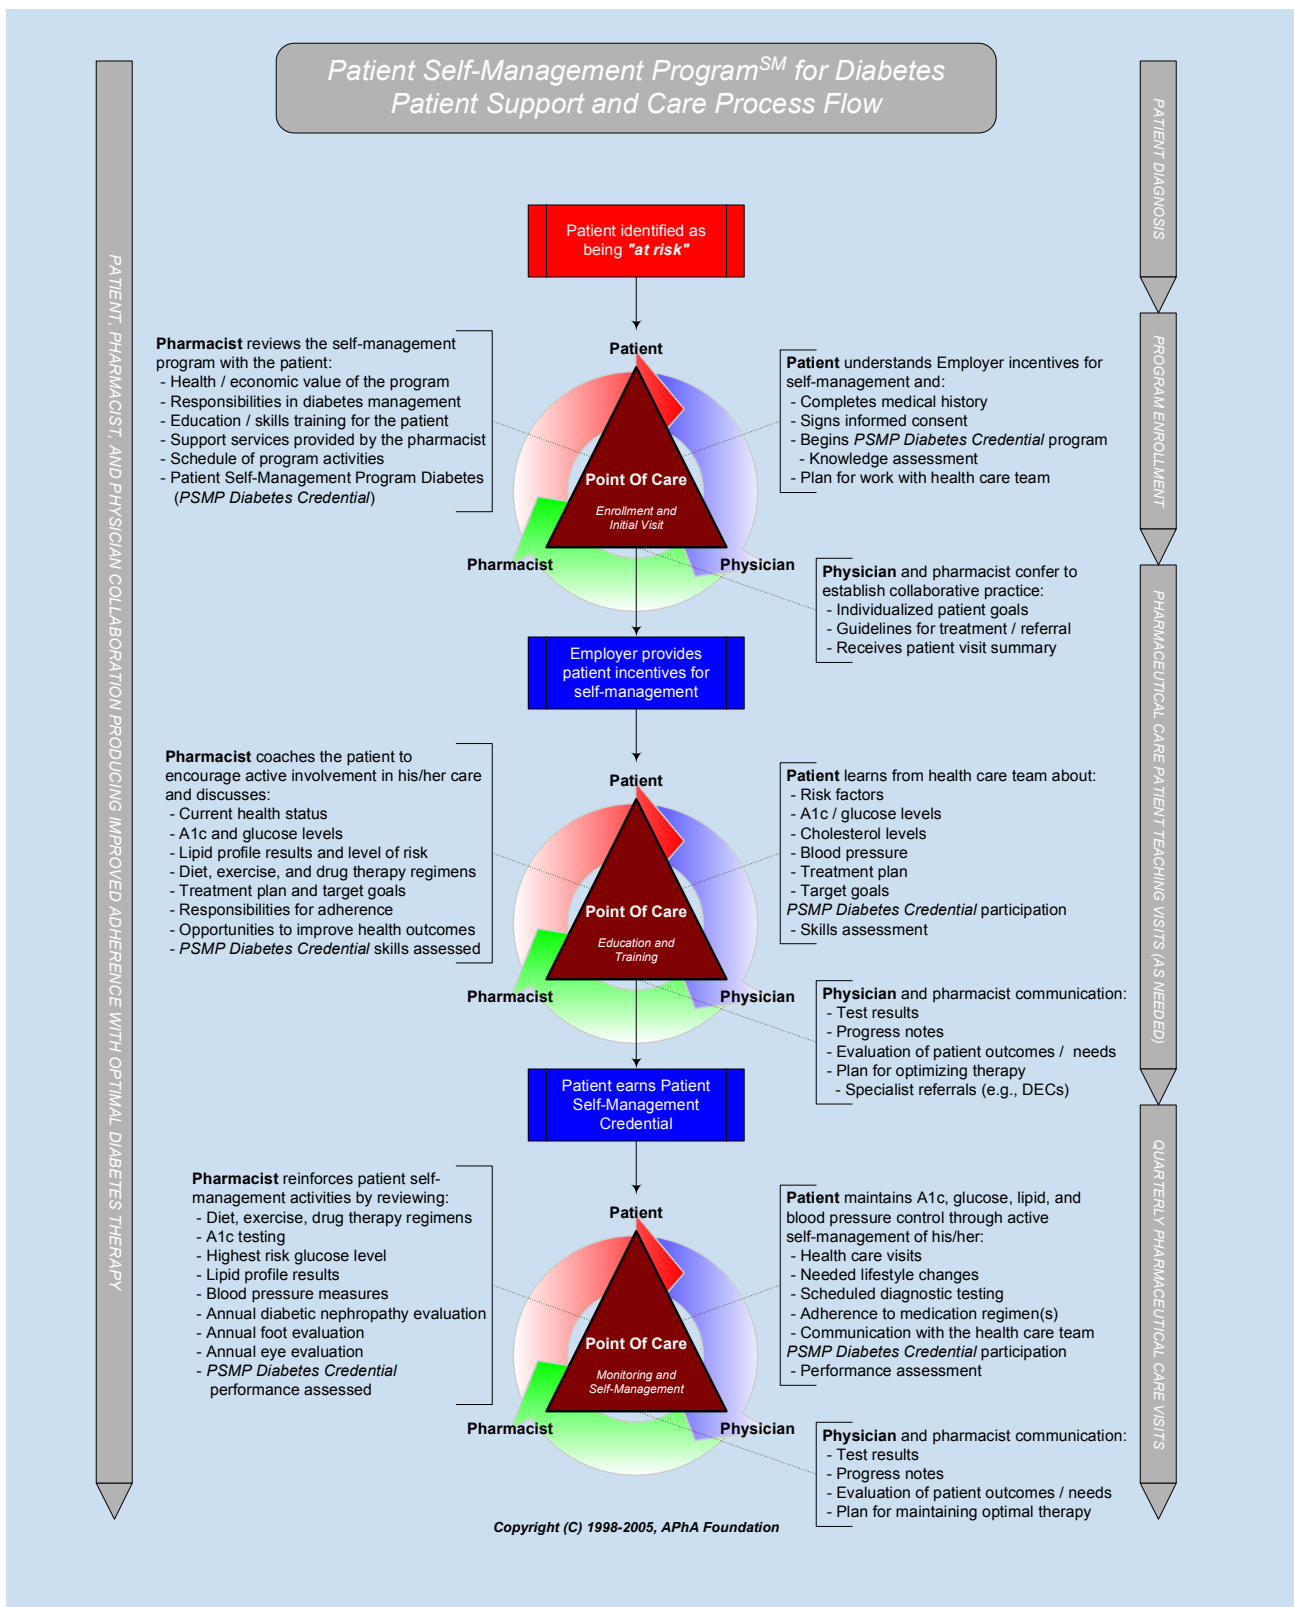 Patient Self-Management Program℠ for Diabetes
Patient Support and Care Process Flow
PATIENT, PHARMACIST, AND PHYSICIAN COLLABORATION PRODUCING IMPROVED ADHERENCE WITH OPTIMAL DIABETES THERAPY
PATIENT DIAGNOSIS
Patient identified as
being "at risk"
PROGRAM ENROLLMENT
Pharmacist reviews the self-management
program with the patient:
- Health / economic value of the program
- Responsibilities in diabetes management
- Education / skills training for the patient
- Support services provided by the pharmacist
- Schedule of program activities
- Patient Self-Management Program Diabetes
(PSMP Diabetes Credential)
Patient
Point Of Care
Enrollment and
Initial Visit
Pharmacist
Physician
Patient understands Employer incentives for
self-management and:
- Completes medical history
- Signs informed consent
- Begins PSMP Diabetes Credential program
- Knowledge assessment
- Plan for work with health care team
Physician and pharmacist confer to
establish collaborative practice:
- Individualized patient goals
- Guidelines for treatment / referral
- Receives patient visit summary
PHARMACEUTICAL CARE PATIENT TEACHING VISITS (AS NEEDED)
Employer provides
patient incentives for
self-management
Pharmacist coaches the patient to
encourage active involvement in his/her care
and discusses:
- Current health status
- A1c and glucose levels
- Lipid profile results and level of risk
- Diet, exercise, and drug therapy regimens
- Treatment plan and target goals
- Responsibilities for adherence
- Opportunities to improve health outcomes
- PSMP Diabetes Credential skills assessed
Patient
Point Of Care
Education and
Training
Pharmacist
Physician
Patient learns from health care team about:
- Risk factors
- A1c / glucose levels
- Cholesterol levels
- Blood pressure
- Treatment plan
- Target goals
PSMP Diabetes Credential participation
- Skills assessment
Physician and pharmacist communication:
- Test results
- Progress notes
- Evaluation of patient outcomes / needs
- Plan for optimizing therapy
- Specialist referrals (e.g., DECs)
Patient earns Patient
Self-Management
Credential
QUARTERLY PHARMACEUTICAL CARE VISITS
Pharmacist reinforces patient self-
management activities by reviewing:
- Diet, exercise, drug therapy regimens
- A1c testing
- Highest risk glucose level
- Lipid profile results
- Blood pressure measures
- Annual diabetic nephropathy evaluation
- Annual foot evaluation
- Annual eye evaluation
- PSMP Diabetes Credential
performance assessed
Patient
Point Of Care
Monitoring and
Self-Management
Pharmacist
Physician
Patient maintains A1c, glucose, lipid, and
blood pressure control through active
self-management of his/her:
- Health care visits
- Needed lifestyle changes
- Scheduled diagnostic testing
- Adherence to medication regimen(s)
- Communication with the health care team
PSMP Diabetes Credential participation
- Performance assessment
Physician and pharmacist communication:
- Test results
- Progress notes
- Evaluation of patient outcomes / needs
- Plan for maintaining optimal therapy
Copyright (C) 1998-2005, APhA Foundation